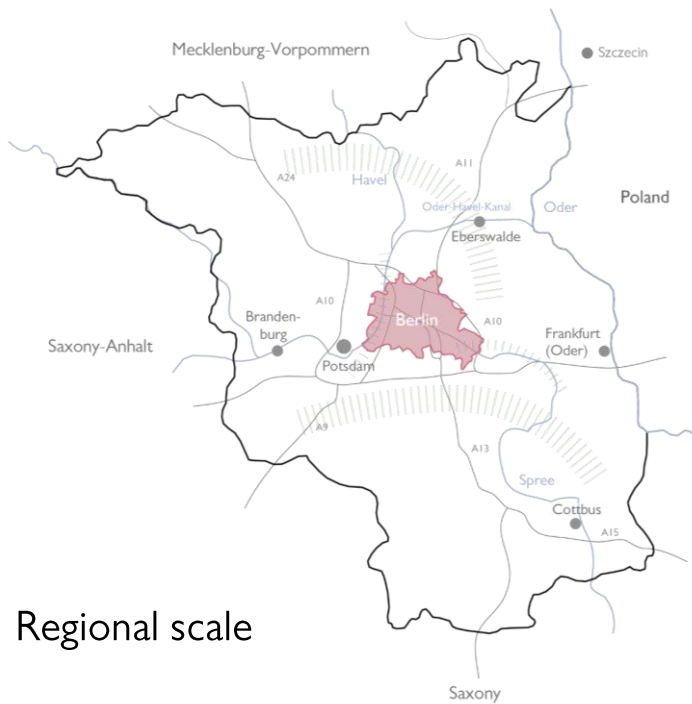 Mecklenburg-Vorpommern
Szczecin
A11
A24
Havel
Poland
Oder-Havel-Kanal
Oder
Eberswalde
A10
Berlin
A10
Branden-
burg
Frankfurt
(Oder)
Saxony-Anhalt
Potsdam
A9
A13
Spree
Cottbus
A15
Regional scale
Saxony